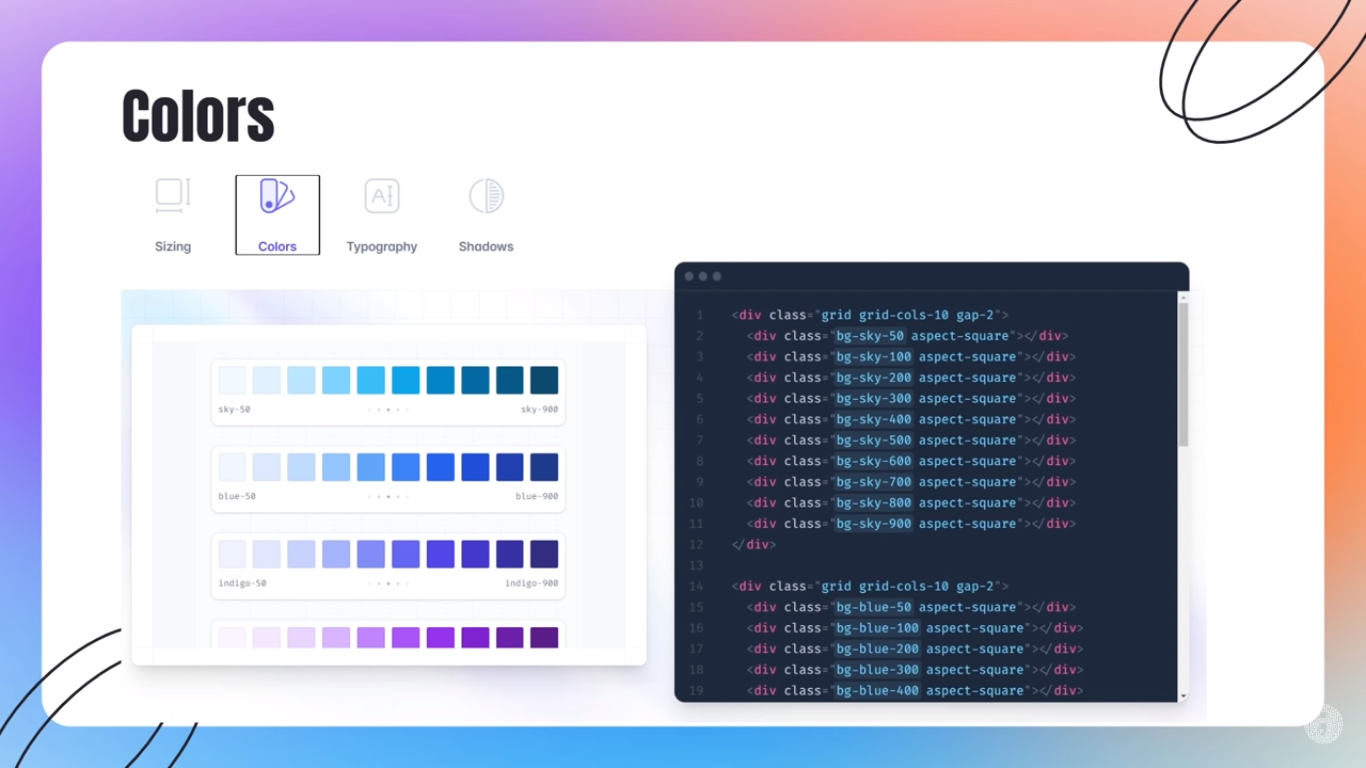 Colors
Sizing
Colors
Typography
Shadows
sky-50
sky-900
blue-50
blue-900
indigo-50
indigo-900
1 <div class="grid grid-cols-10 gap-2">
2 <div class="bg-sky-50 aspect-square"></div>
3 <div class="bg-sky-100 aspect-square"></div>
4 <div class="bg-sky-200 aspect-square"></div>
5 <div class="bg-sky-300 aspect-square"></div>
6 <div class="bg-sky-400 aspect-square"></div>
7 <div class="bg-sky-500 aspect-square"></div>
8 <div class="bg-sky-600 aspect-square"></div>
9 <div class="bg-sky-700 aspect-square"></div>
10 <div class="bg-sky-800 aspect-square"></div>
11 <div class="bg-sky-900 aspect-square"></div>
12 </div>
13
14 <div class="grid grid-cols-10 gap-2">
15 <div class="bg-blue-50 aspect-square"></div>
16 <div class="bg-blue-100 aspect-square"></div>
17 <div class="bg-blue-200 aspect-square"></div>
18 <div class="bg-blue-300 aspect-square"></div>
19 <div class="bg-blue-400 aspect-square"></div>